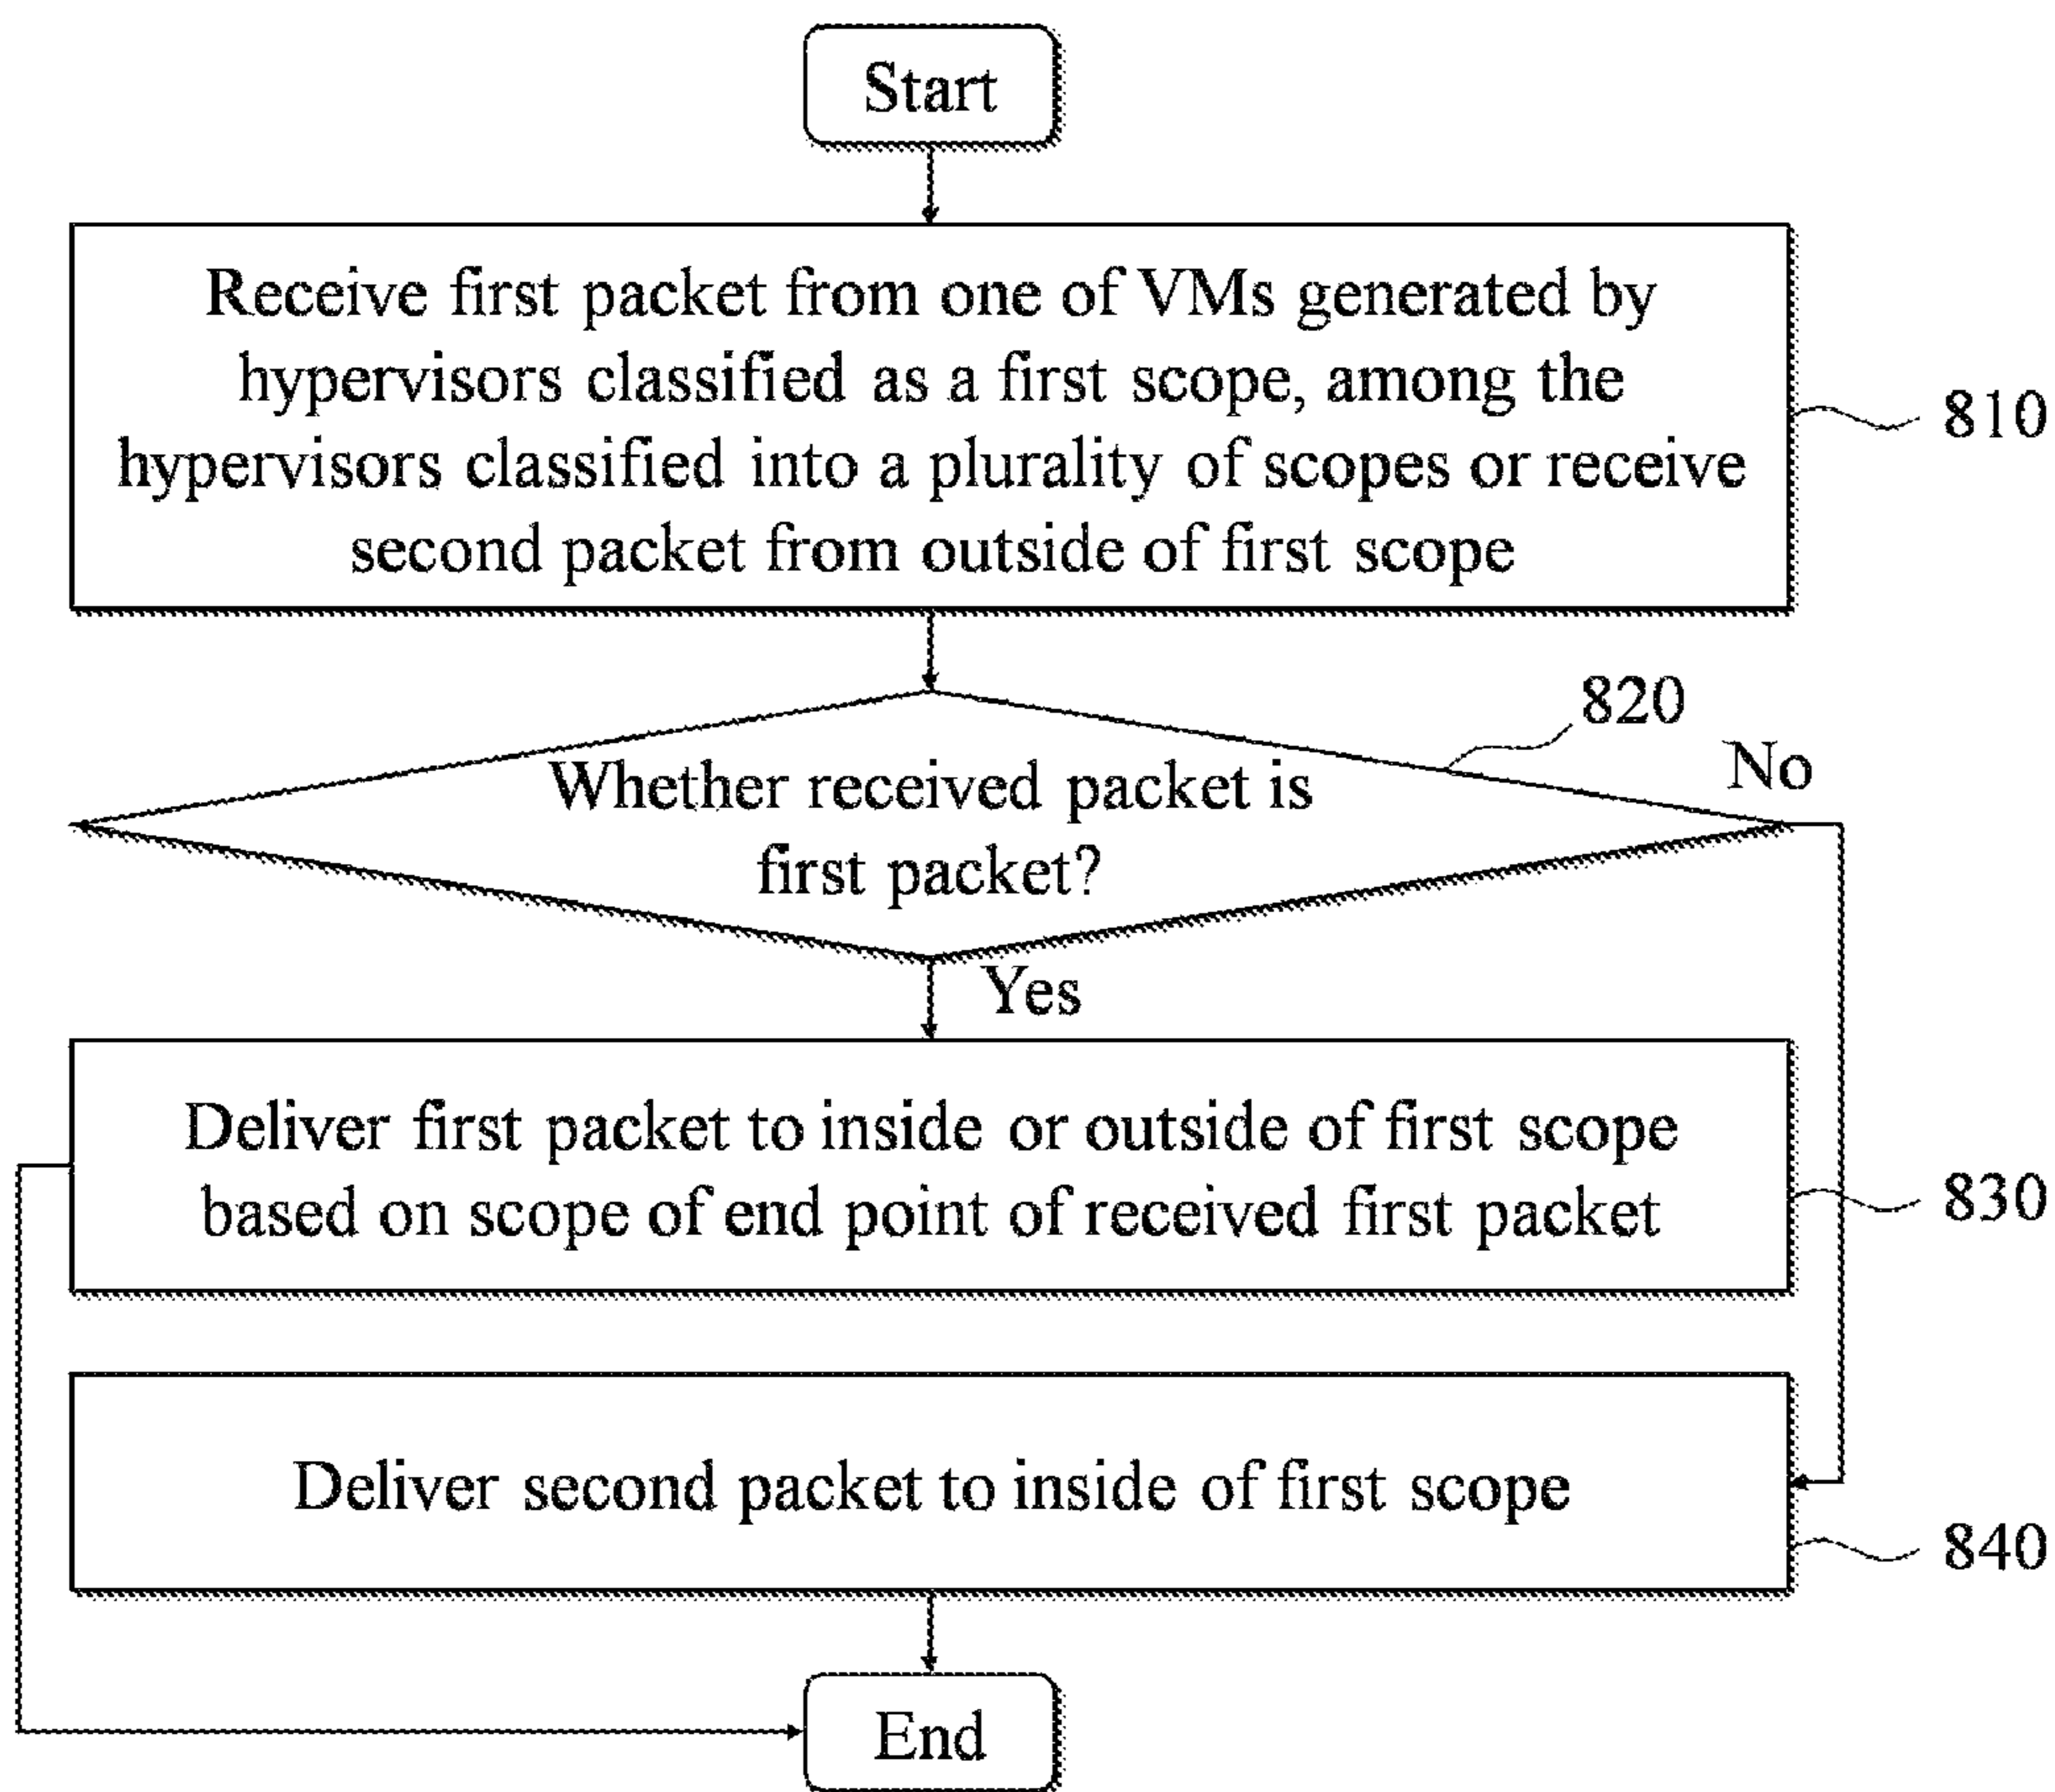 Start
Receive first packet from one of VMs generated by
hypervisors classified as a first scope, among the
hypervisors classified into a plurality of scopes or receive
second packet from outside of first scope
810
820
No
Whether received packet is
first packet?
Yes
Deliver first packet to inside or outside of first scope
based on scope of end point of received first packet
830
Deliver second packet to inside of first scope
840
End